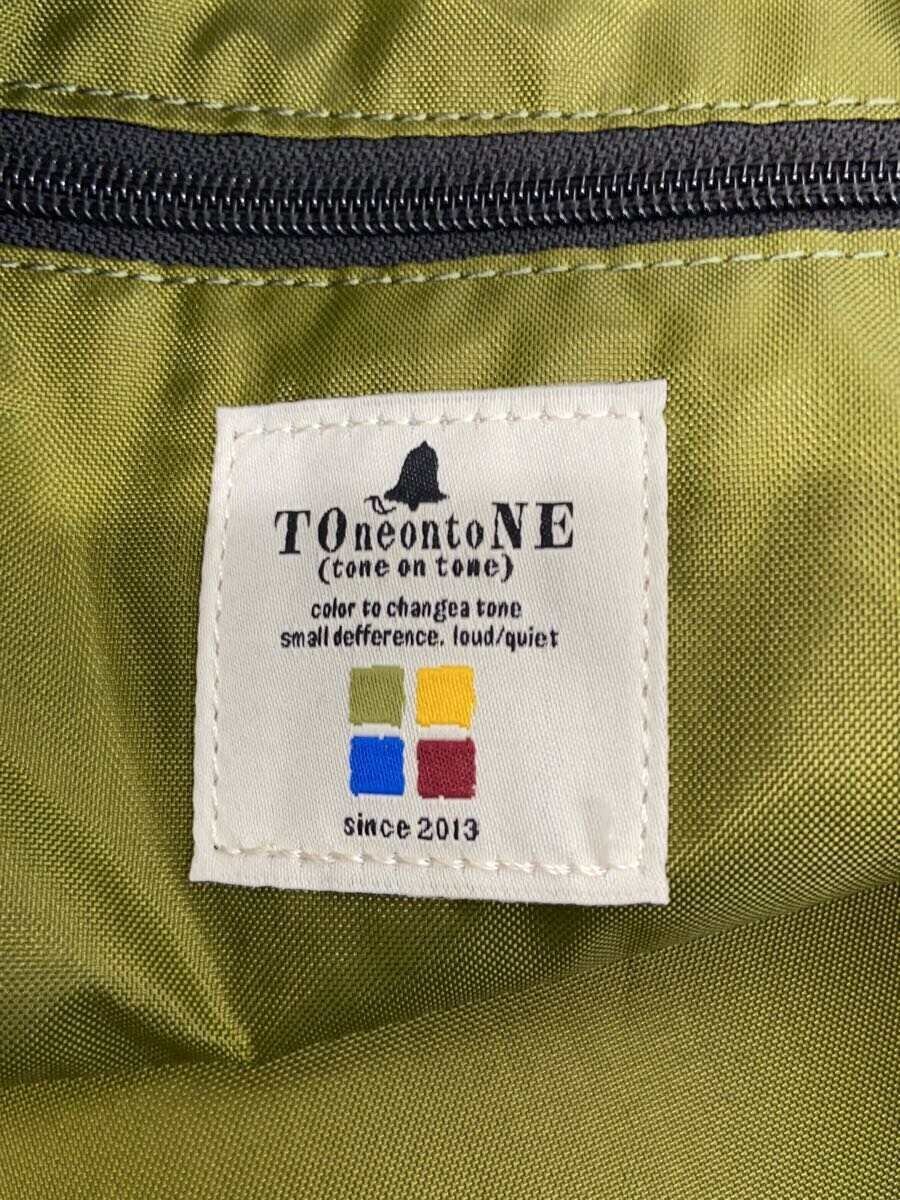 TOneontoNE
(tone on tone)
color to changea tone
small defference. loud/quiet
since 2013